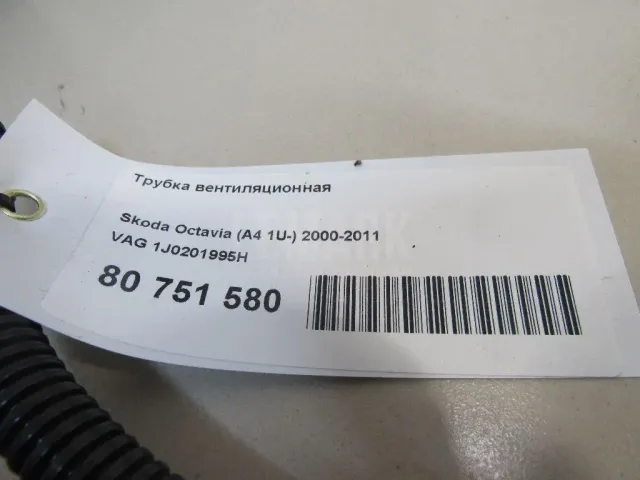 Трубка вентиляционная
Skoda Octavia (A4 1U-) 2000-2011
VAG 1J0201995H
80 751 580